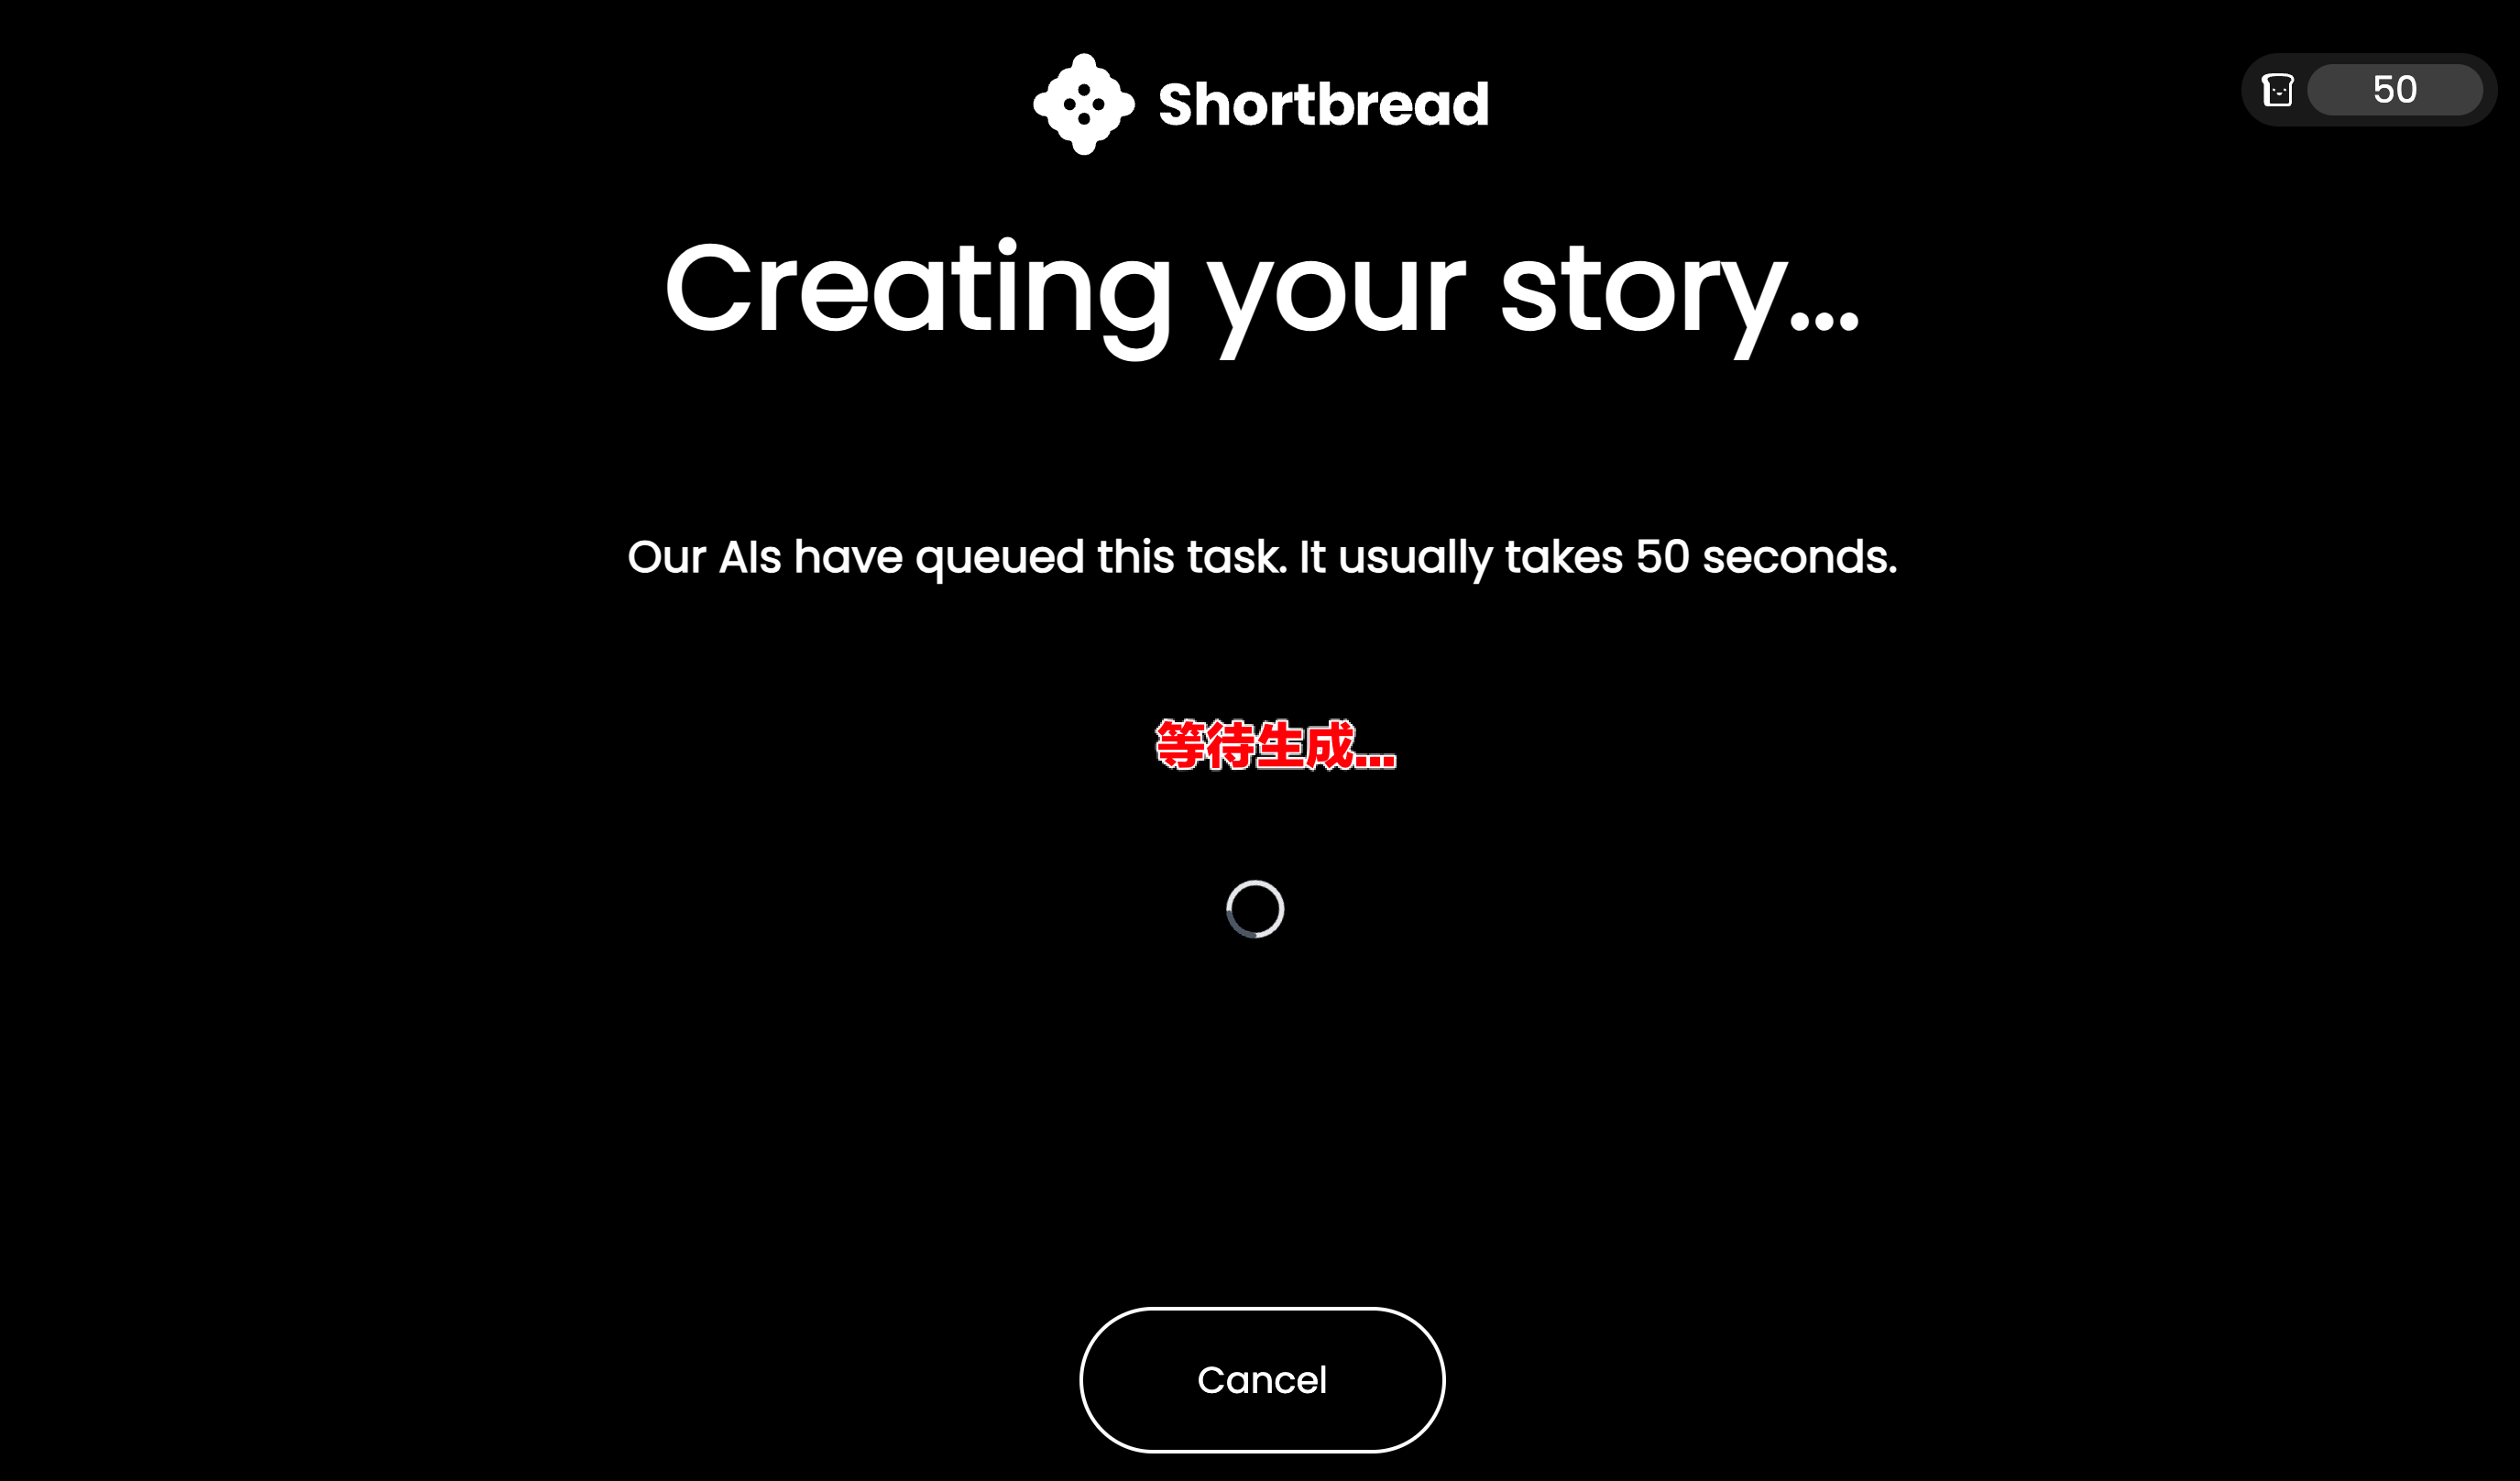 Shortbread
50
Creating your story...
Our AIs have queued this task. It usually takes 50 seconds.
等待生成...
Cancel